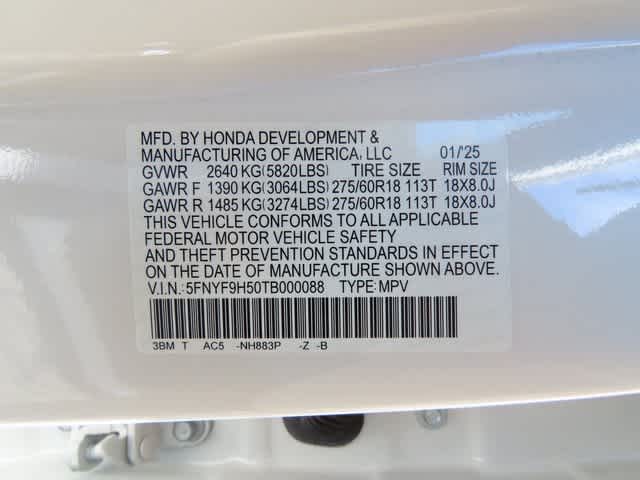 MFD. BY HONDA DEVELOPMENT &
MANUFACTURING OF AMERICA, LLC 01/25
GVWR 2640 KG(5820LBS) TIRE SIZE RIM SIZE
GAWR F 1390 KG(3064LBS) 275/60R18 113T 18X8.0J
GAWR R 1485 KG(3274LBS) 275/60R18 113T 18X8.0J
THIS VEHICLE CONFORMS TO ALL APPLICABLE
FEDERAL MOTOR VEHICLE SAFETY
AND THEFT PREVENTION STANDARDS IN EFFECT
ON THE DATE OF MANUFACTURE SHOWN ABOVE.
V.I.N.:5FNYF9H50TB000088 TYPE:MPV
3BM T AC5 -NH883P -Z -B